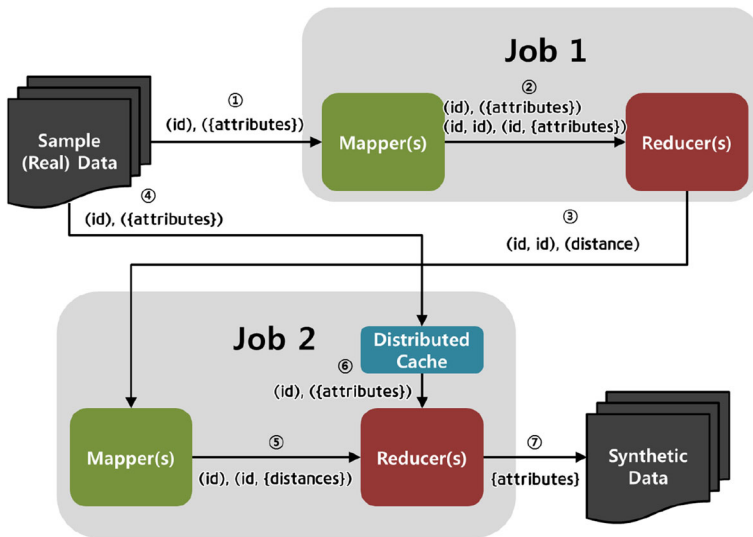 Job 1
①
(id), ({attributes})
②
(id), ({attributes})
(id, id), (id, {attributes})
Sample
(Real) Data
Mapper(s)
Reducer(s)
④
(id), ({attributes})
③
(id, id), (distance)
Job 2
Distributed
Cache
⑥
(id), ({attributes})
Mapper(s)
⑤
(id), (id, {distances})
Reducer(s)
⑦
{attributes}
Synthetic
Data